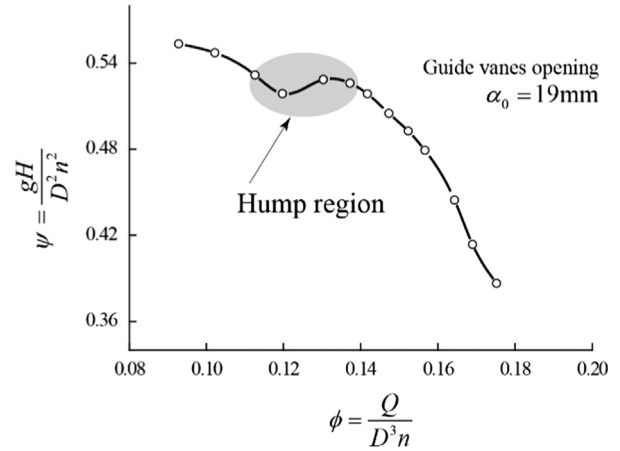 0.54
Guide vanes opening
α₀ = 19mm
0.48
Hump region
ψ = gH / D²n²
0.42
0.36
0.08 0.10 0.12 0.14 0.16 0.18 0.20
ϕ = Q / D³n